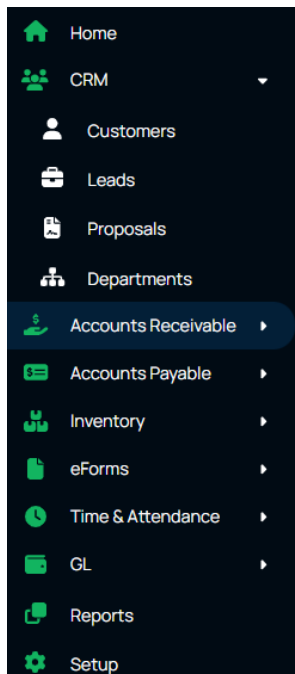 Home
CRM
Customers
Leads
Proposals
Departments
Accounts Receivable
Accounts Payable
Inventory
eForms
Time & Attendance
GL
Reports
Setup